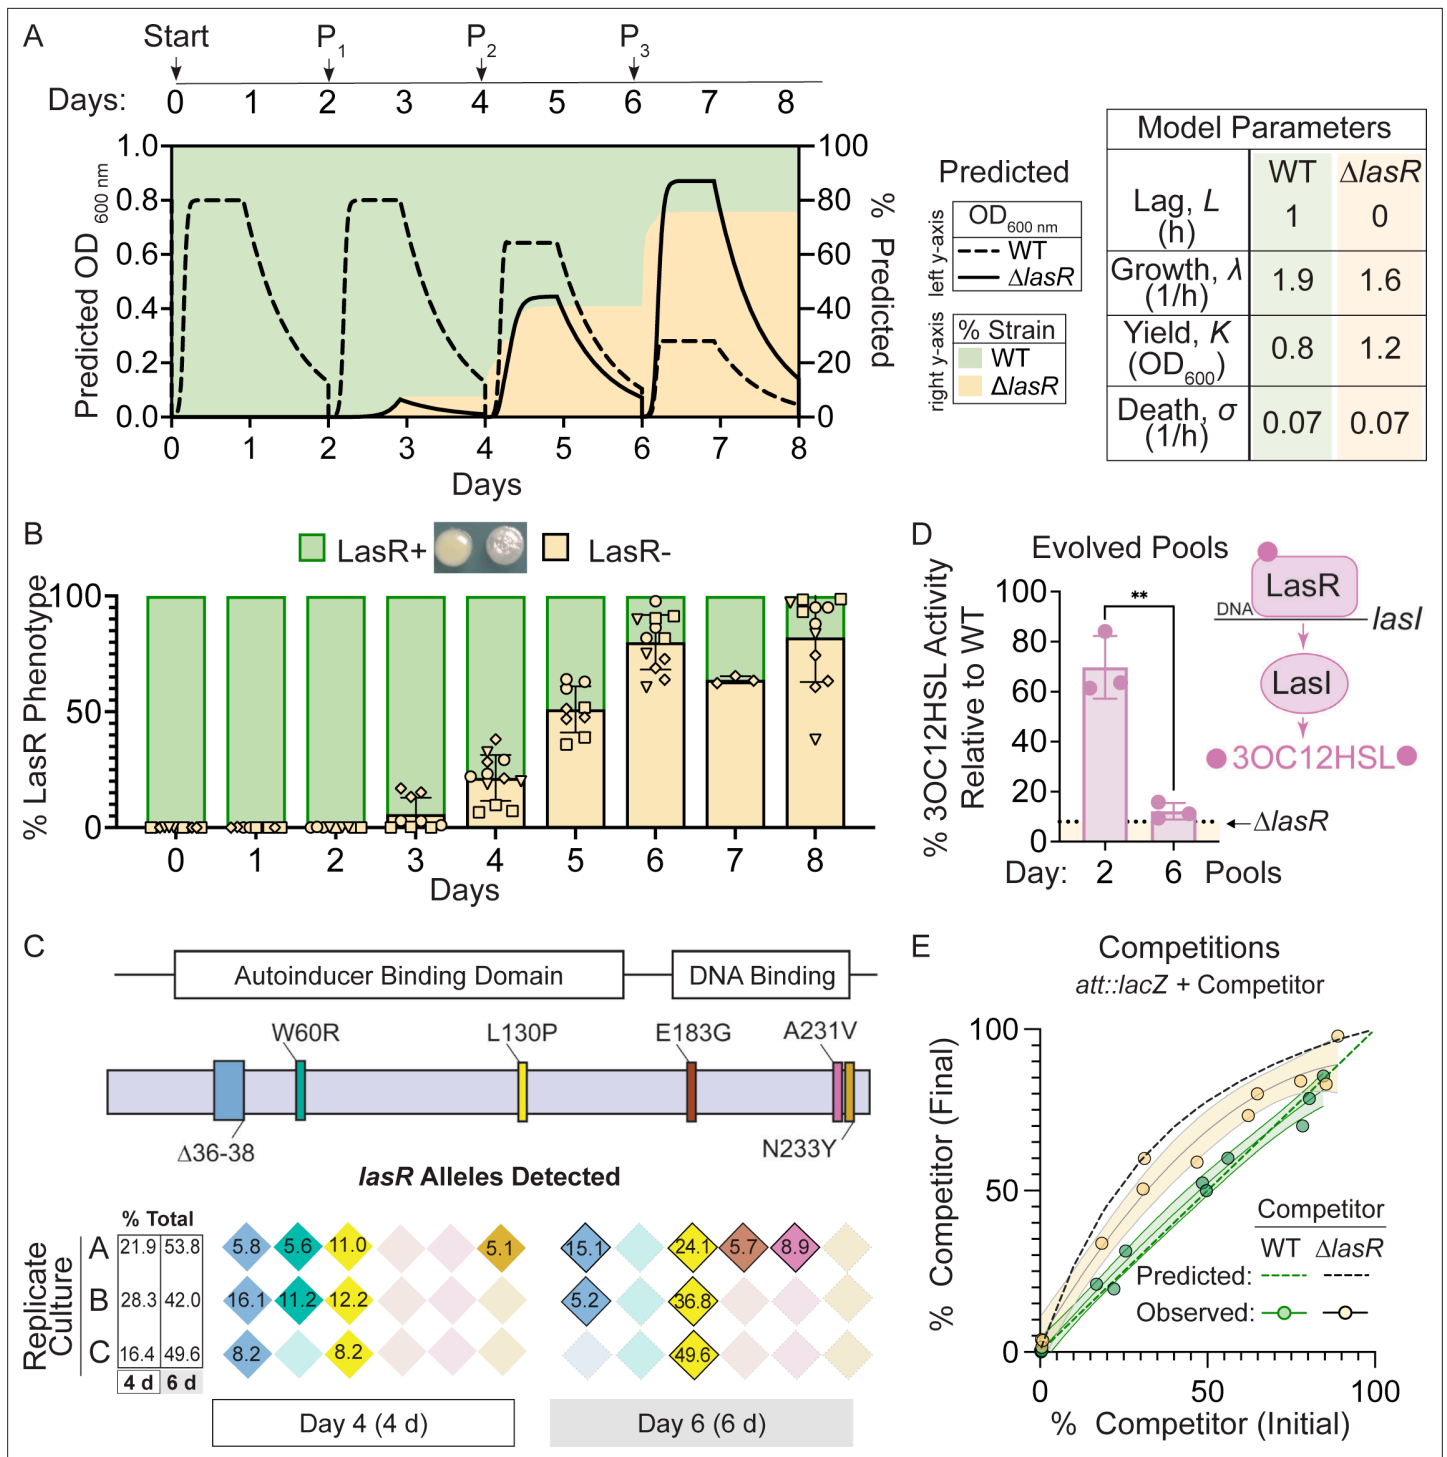 A
Start P1 P2 P3
Days: 0 1 2 3 4 5 6 7 8
Predicted OD600 nm
1.0
0.8
0.6
0.4
0.2
0.0
100
80
60
40
20
0
% Predicted
0 1 2 3 4 5 6 7 8
Days
Predicted
left y-axis
OD600 nm
WT
ΔlasR
right y-axis
% Strain
WT
ΔlasR
Model Parameters
WT ΔlasR
Lag, L (h) 1 0
Growth, λ (1/h) 1.9 1.6
Yield, K (OD600) 0.8 1.2
Death, σ (1/h) 0.07 0.07
B
LasR+ LasR-
% LasR Phenotype
100
50
0
0 1 2 3 4 5 6 7 8
Days
D
Evolved Pools
% 3OC12HSL Activity
Relative to WT
100
80
60
40
20
0
**
ΔlasR
Day: 2 6 Pools
LasR
DNA
lasI
LasI
3OC12HSL
C
Autoinducer Binding Domain DNA Binding
W60R L130P E183G A231V
Δ36-38 N233Y
lasR Alleles Detected
% Total
Replicate
Culture
A 21.9 53.8 5.8 5.6 11.0 5.1 15.1 24.1 5.7 8.9
B 28.3 42.0 16.1 11.2 12.2 5.2 36.8
C 16.4 49.6 8.2 8.2 49.6
4 d 6 d
Day 4 (4 d) Day 6 (6 d)
E
Competitions
att::lacZ + Competitor
% Competitor (Final)
100
50
0
Competitor
WT ΔlasR
Predicted:
Observed:
0 50 100
% Competitor (Initial)